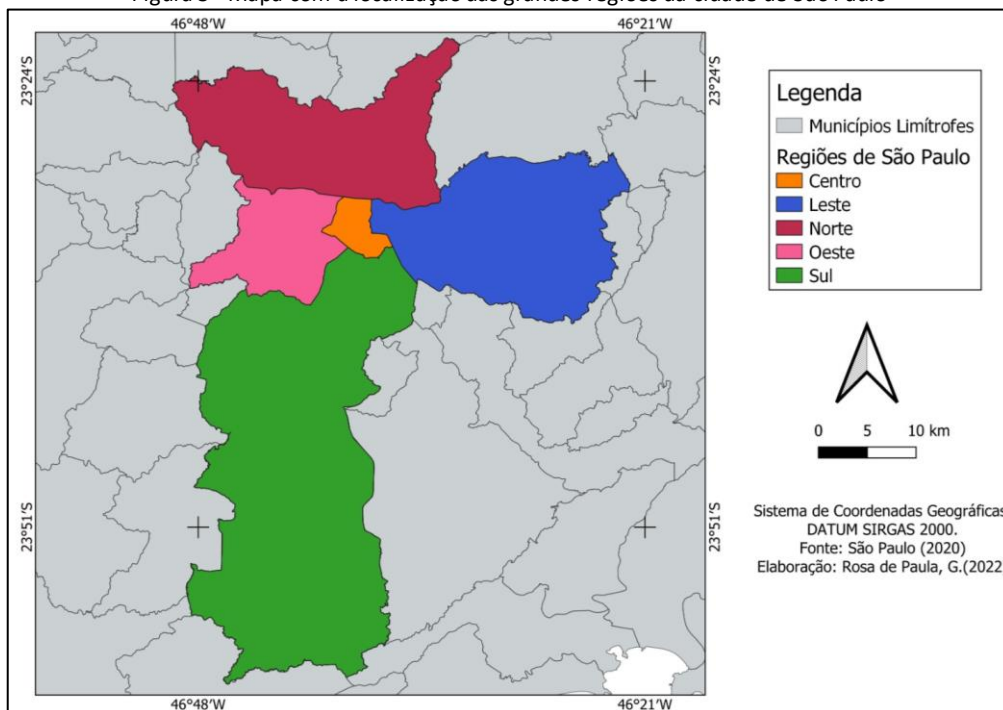 46°48'W 46°21'W
23°24'S
23°24'S
Legenda
Municípios Limítrofes
Regiões de São Paulo
Centro
Leste
Norte
Oeste
Sul
0 5 10 km
23°51'S
23°51'S
Sistema de Coordenadas Geográficas
DATUM SIRGAS 2000.
Fonte: São Paulo (2020)
Elaboração: Rosa de Paula, G.(2022
46°48'W 46°21'W